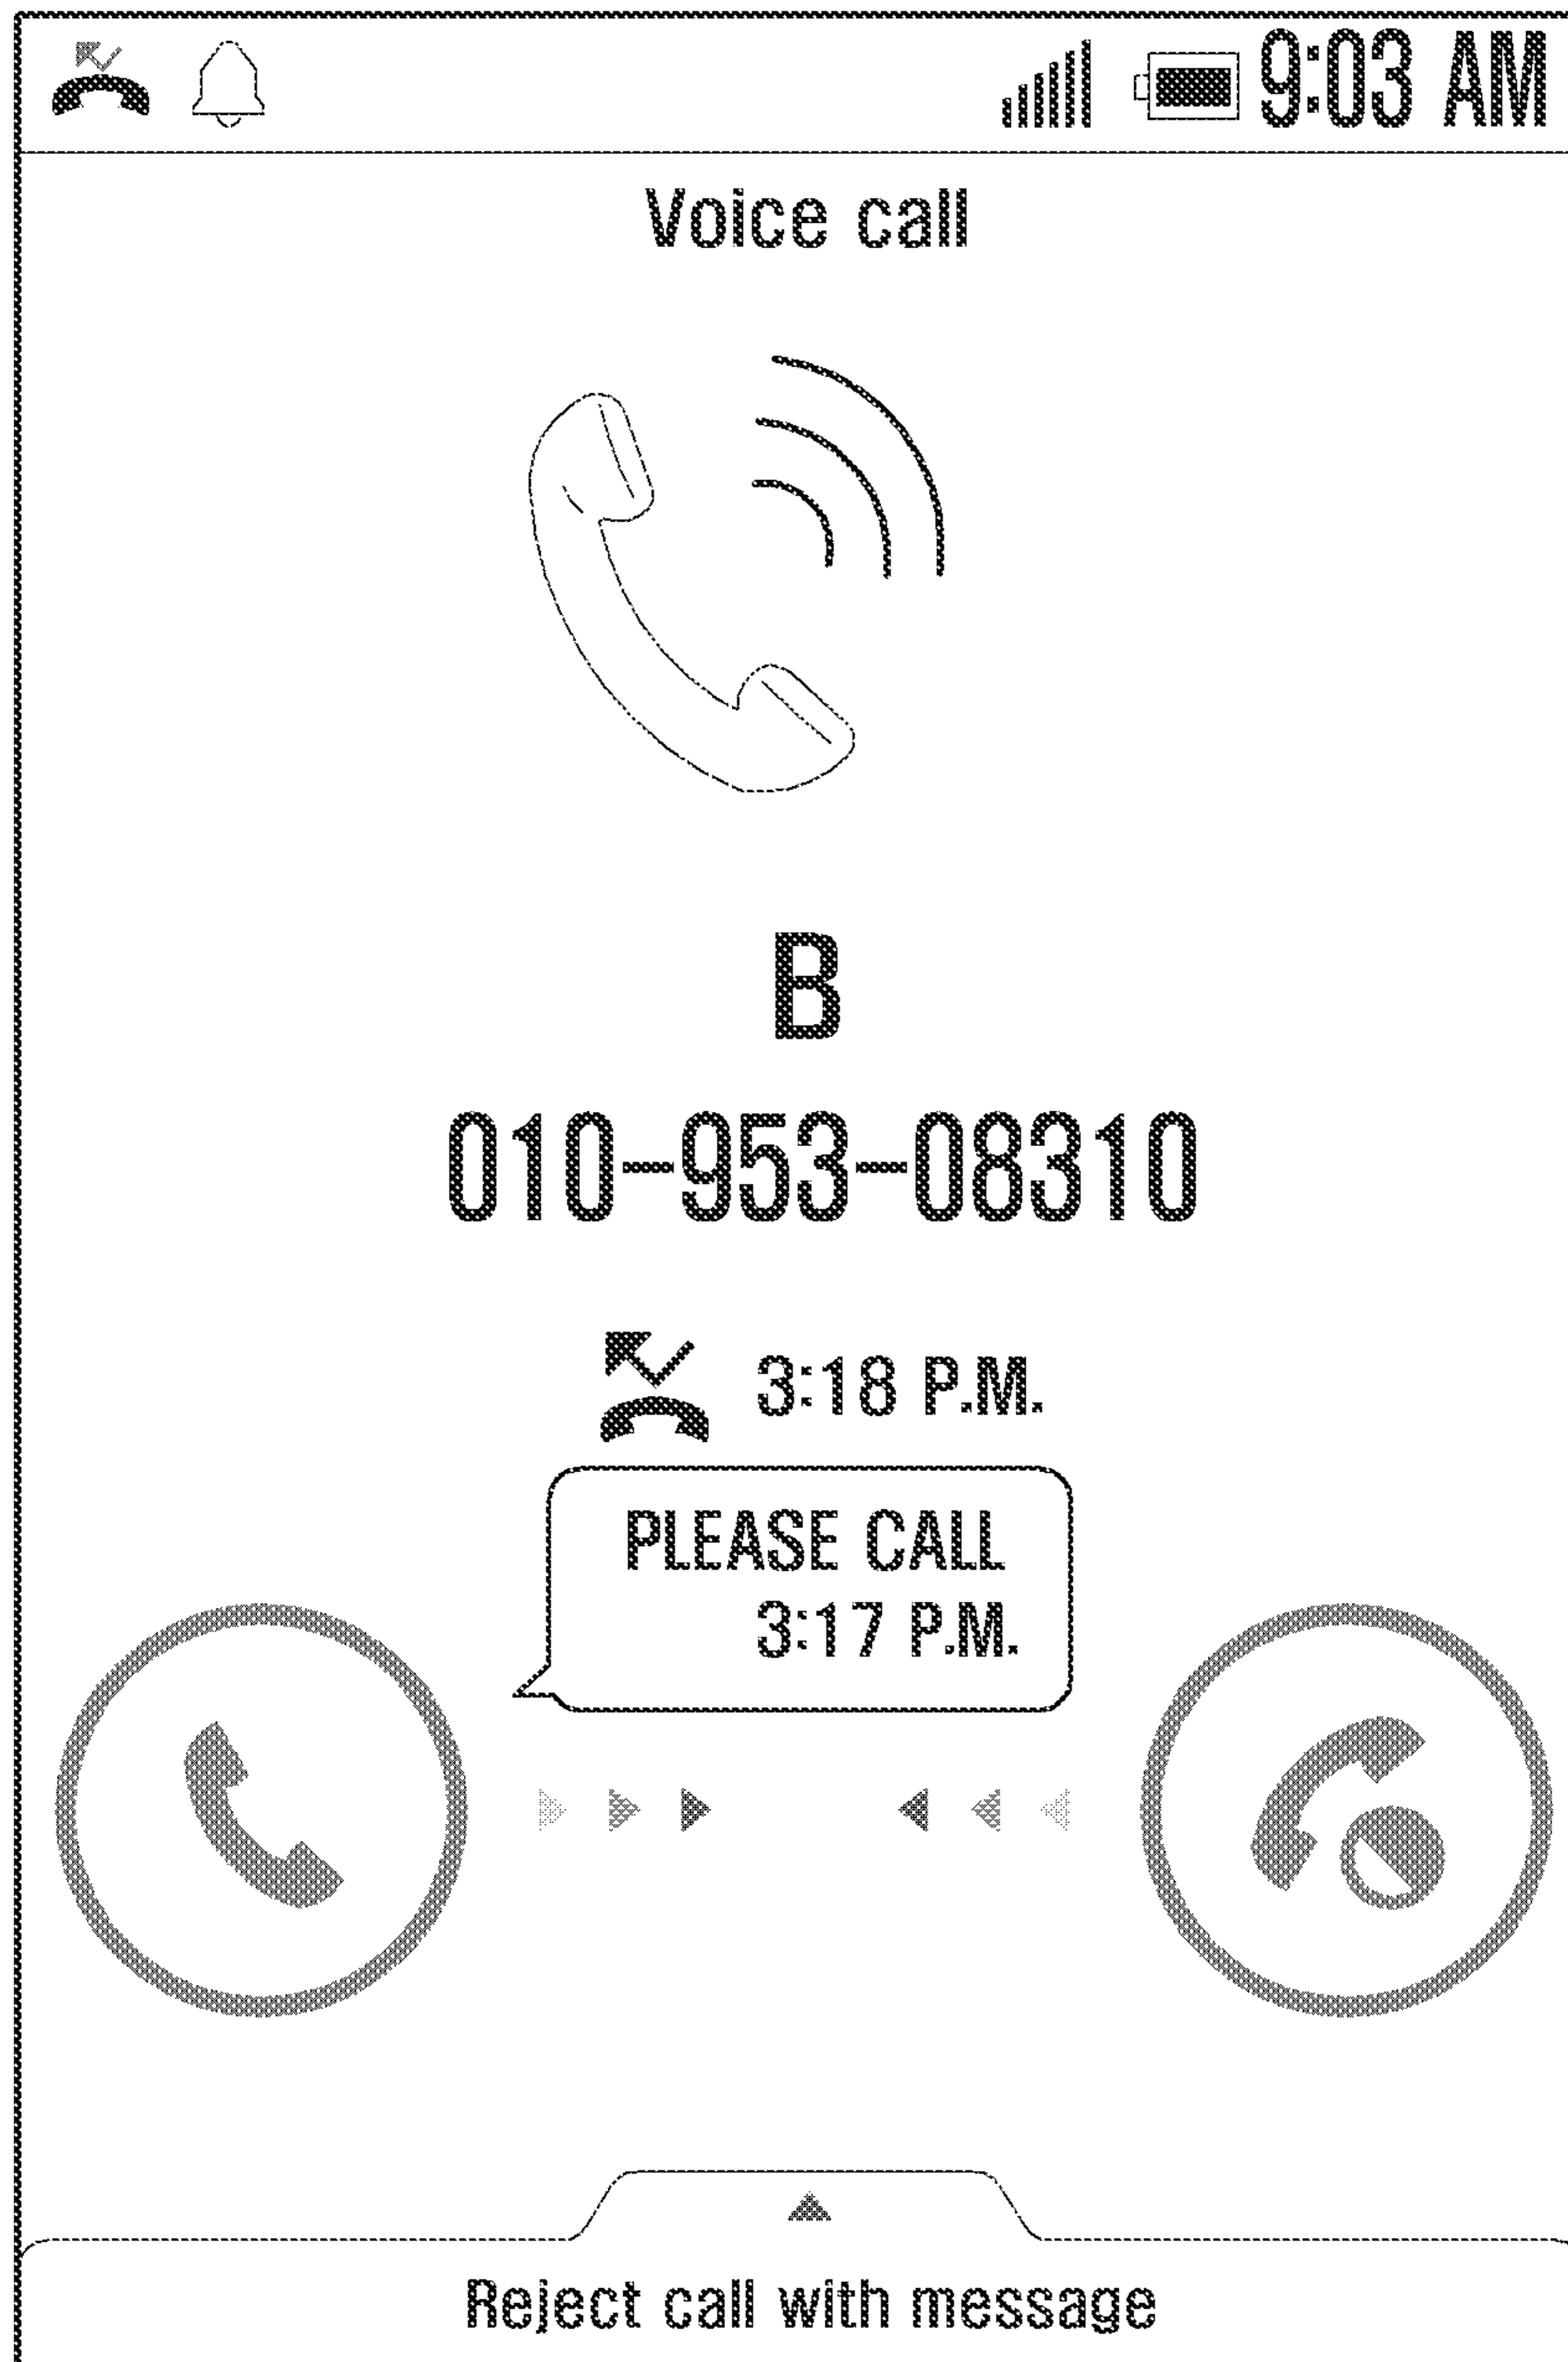 9:03 AM
Voice call
B
010-953-08310
3:18 P.M.
PLEASE CALL
3:17 P.M.
Reject call with message